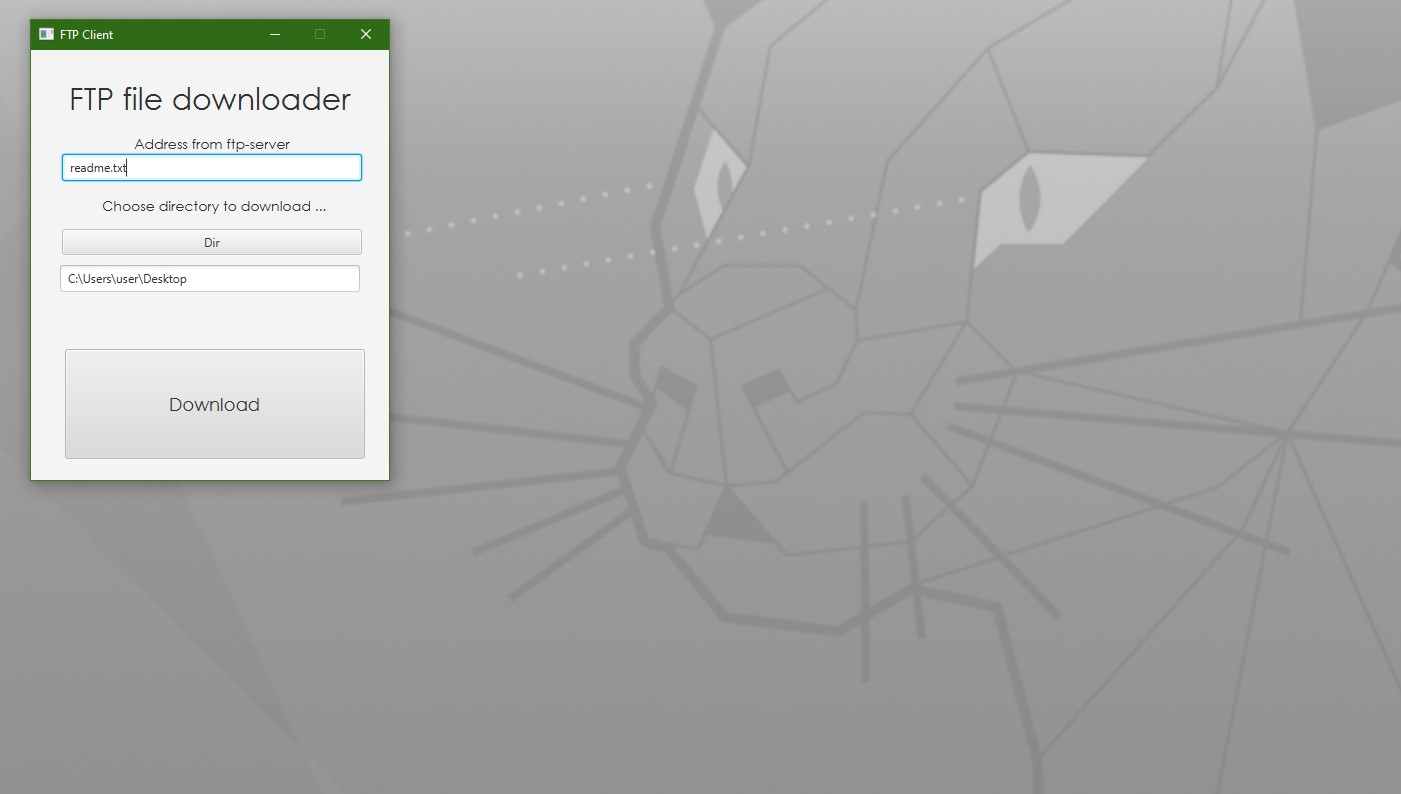 FTP Client
FTP file downloader
Address from ftp-server
readme.txt
Choose directory to download ...
Dir
C:\Users\user\Desktop
Download